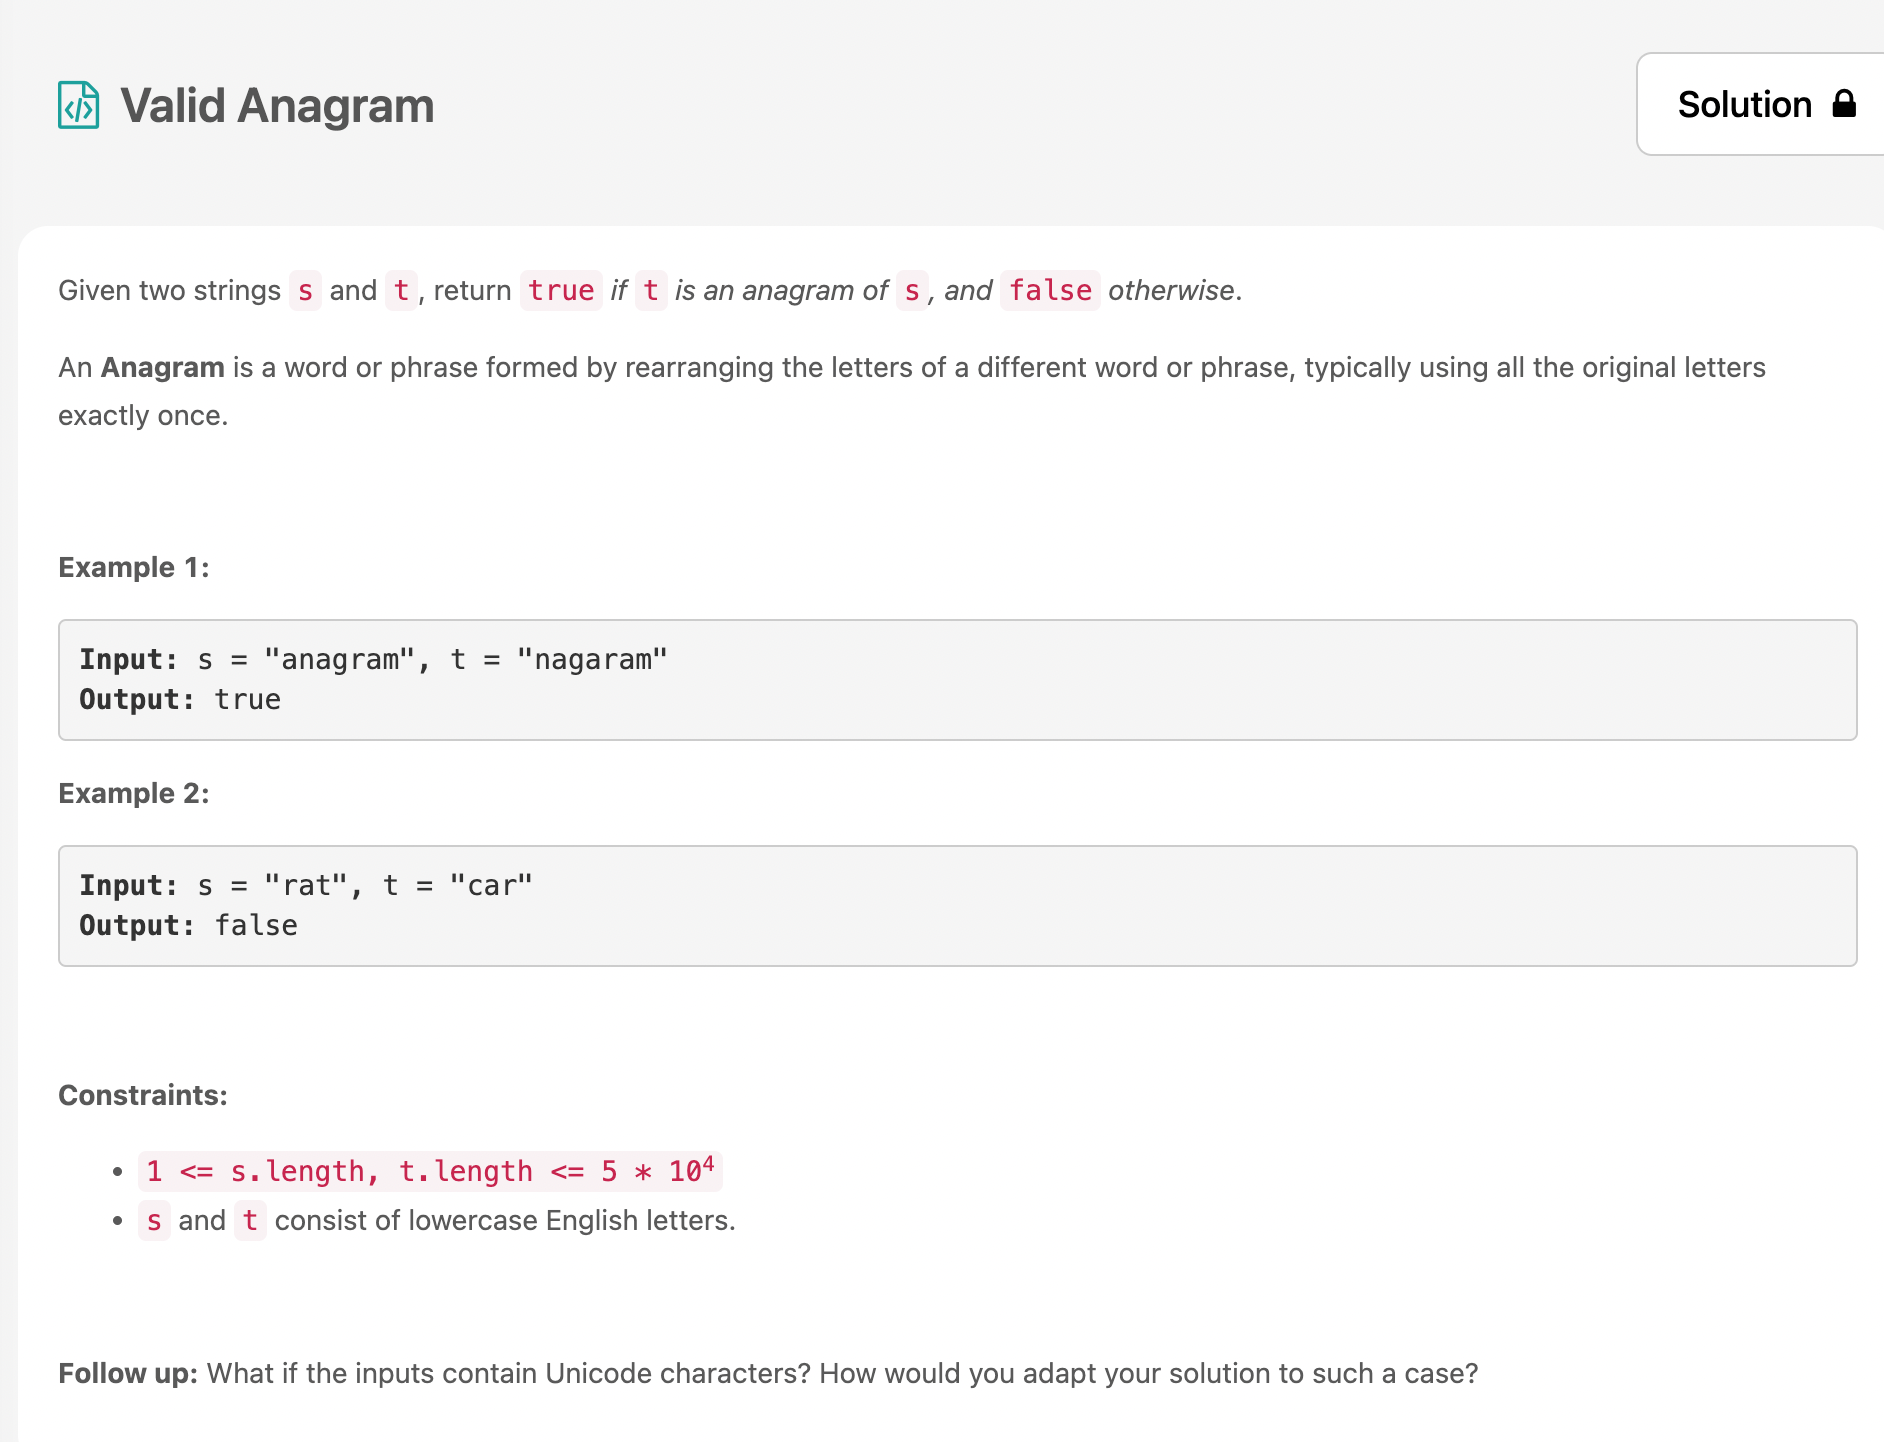 Valid Anagram
Solution
Given two strings s and t, return true if t is an anagram of s, and false otherwise.
An Anagram is a word or phrase formed by rearranging the letters of a different word or phrase, typically using all the original letters
exactly once.
Example 1:
Input: s = "anagram", t = "nagaram"
Output: true
Example 2:
Input: s = "rat", t = "car"
Output: false
Constraints:
• 1 <= s.length, t.length <= 5 * 10⁴
• s and t consist of lowercase English letters.
Follow up: What if the inputs contain Unicode characters? How would you adapt your solution to such a case?